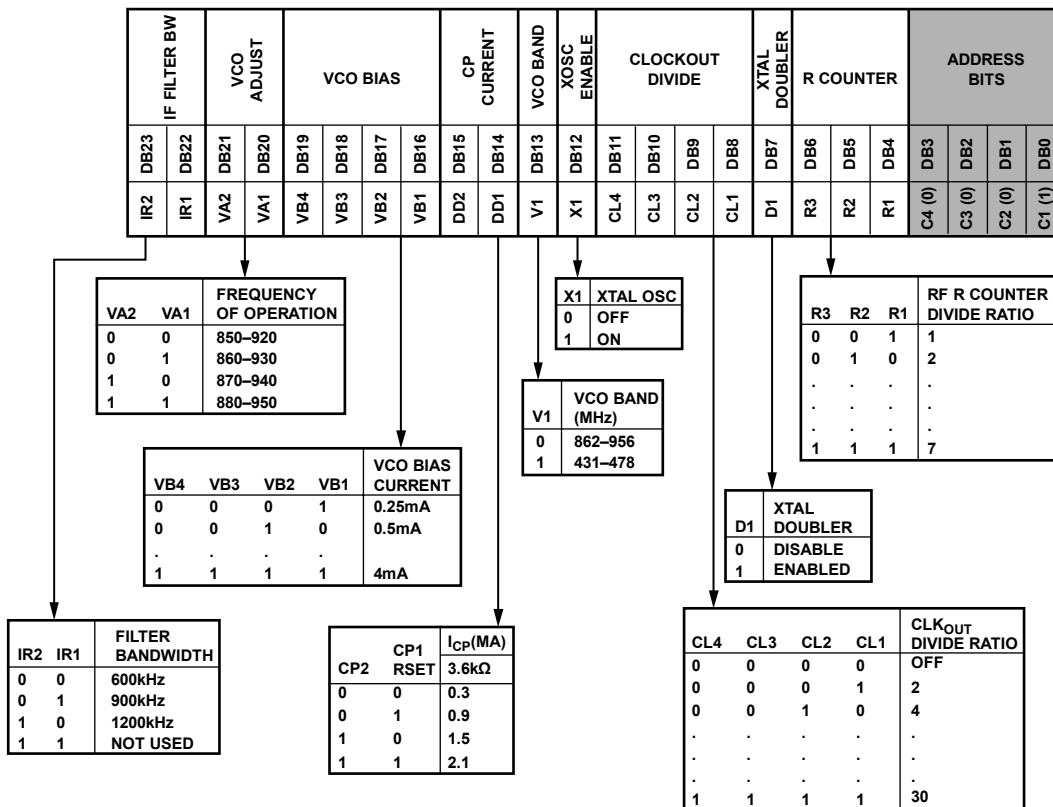 IF FILTER BW
VCO ADJUST
VCO BIAS
CP CURRENT
VCO BAND
XOSC ENABLE
CLOCKOUT DIVIDE
XTAL DOUBLER
R COUNTER
ADDRESS BITS
DB23 DB22 DB21 DB20 DB19 DB18 DB17 DB16 DB15 DB14 DB13 DB12 DB11 DB10 DB9 DB8 DB7 DB6 DB5 DB4 DB3 DB2 DB1 DB0
IR2 IR1 VA2 VA1 VB4 VB3 VB2 VB1 DD2 DD1 V1 X1 CL4 CL3 CL2 CL1 D1 R3 R2 R1 C4 (0) C3 (0) C2 (0) C1 (1)
VA2 VA1 FREQUENCY OF OPERATION
0 0 850–920
0 1 860–930
1 0 870–940
1 1 880–950
X1 XTAL OSC
0 OFF
1 ON
R3 R2 R1 RF R COUNTER DIVIDE RATIO
0 0 1 1
0 1 0 2
. . . .
. . . .
. . . .
1 1 1 7
V1 VCO BAND (MHz)
0 862–956
1 431–478
VB4 VB3 VB2 VB1 VCO BIAS CURRENT
0 0 0 1 0.25mA
0 0 1 0 0.5mA
. . . .
1 1 1 1 4mA
D1 XTAL DOUBLER
0 DISABLE
1 ENABLED
IR2 IR1 FILTER BANDWIDTH
0 0 600kHz
0 1 900kHz
1 0 1200kHz
1 1 NOT USED
CP2 CP1 RSET ICP(MA) 3.6kΩ
0 0 0.3
0 1 0.9
1 0 1.5
1 1 2.1
CL4 CL3 CL2 CL1 CLKOUT DIVIDE RATIO
0 0 0 0 OFF
0 0 0 1 2
0 0 1 0 4
. . . . .
. . . . .
. . . . .
1 1 1 1 30